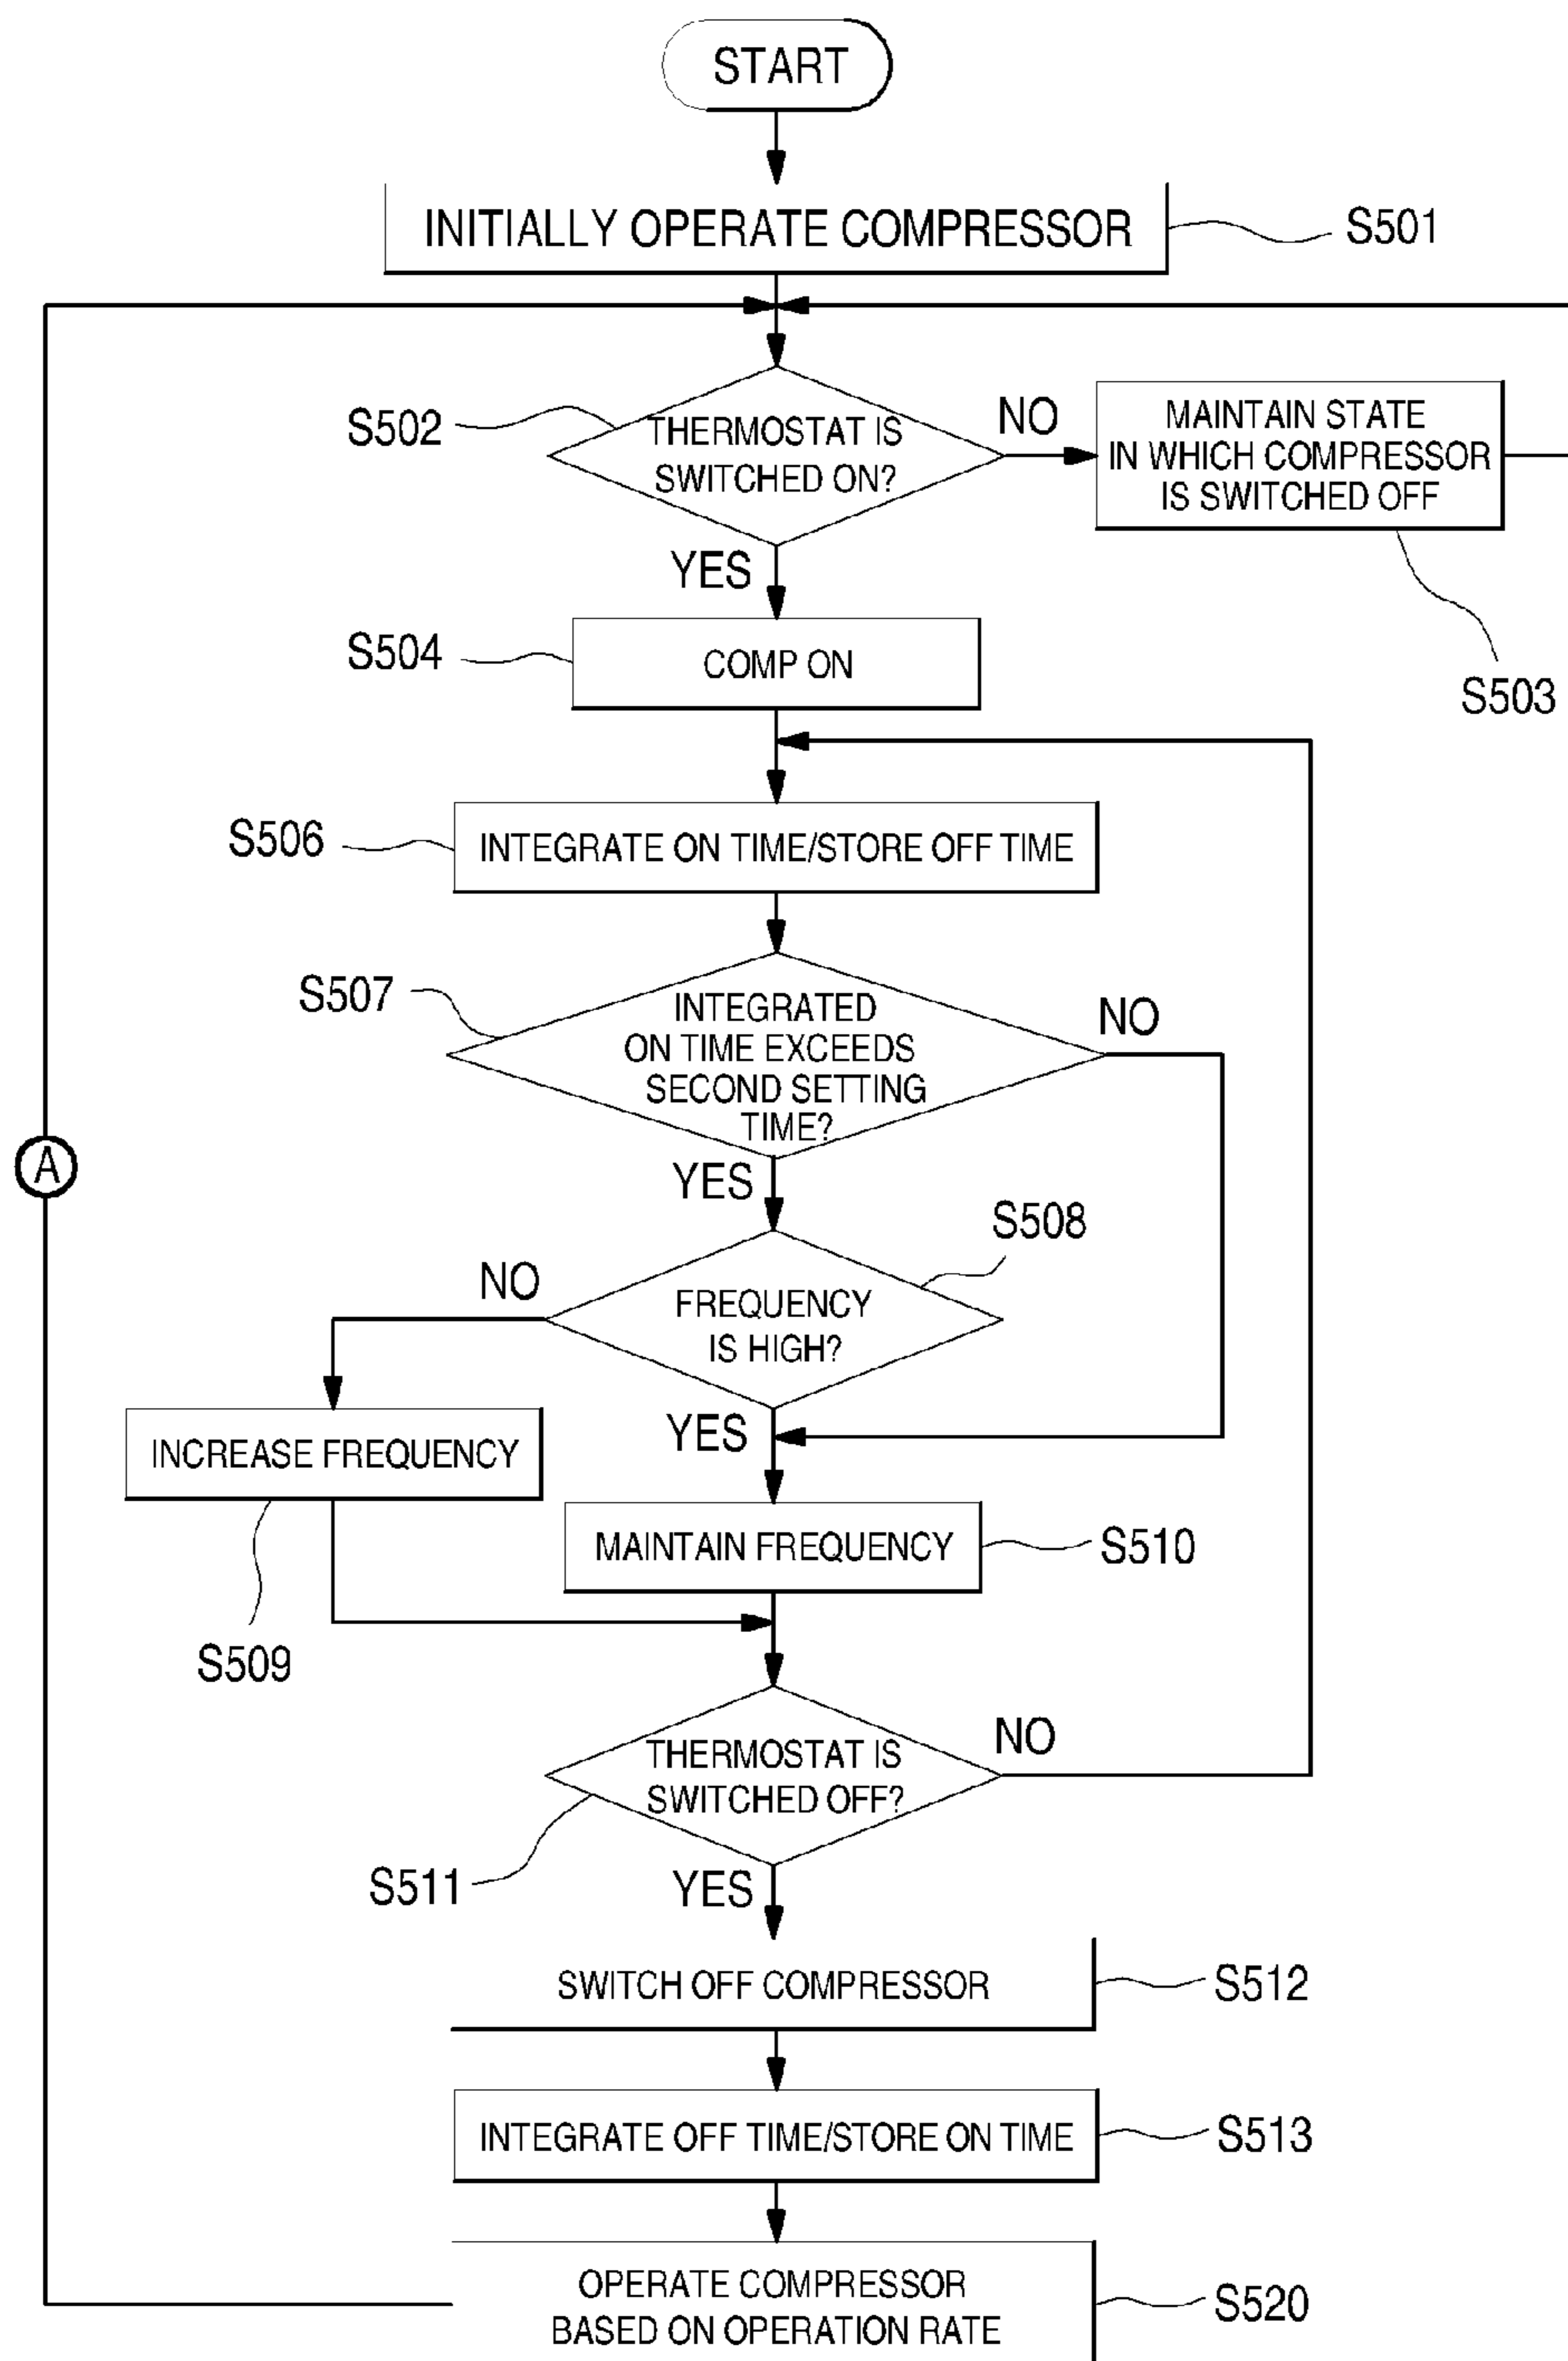 START
INITIALLY OPERATE COMPRESSOR
S501
S502
THERMOSTAT IS
SWITCHED ON?
NO
MAINTAIN STATE
IN WHICH COMPRESSOR
IS SWITCHED OFF
S503
YES
S504
COMP ON
S506
INTEGRATE ON TIME/STORE OFF TIME
S507
INTEGRATED
ON TIME EXCEEDS
SECOND SETTING
TIME?
NO
A
YES
S508
NO
FREQUENCY
IS HIGH?
INCREASE FREQUENCY
YES
MAINTAIN FREQUENCY
S510
S509
THERMOSTAT IS
SWITCHED OFF?
NO
S511
YES
SWITCH OFF COMPRESSOR
S512
INTEGRATE OFF TIME/STORE ON TIME
S513
OPERATE COMPRESSOR
BASED ON OPERATION RATE
S520